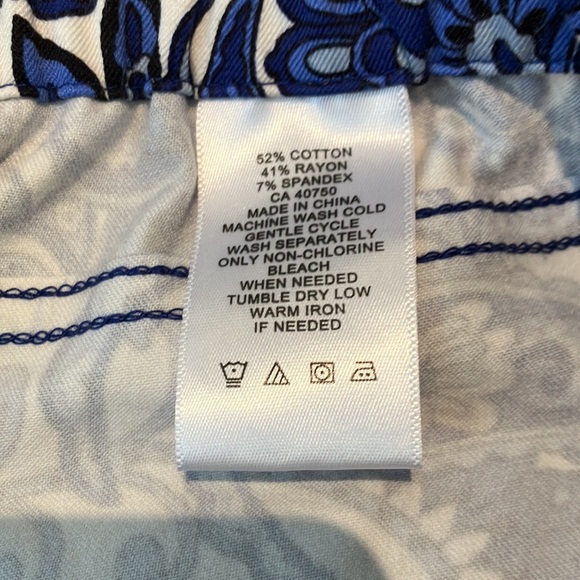 52% COTTON
41% RAYON
7% SPANDEX
CA 40750
MADE IN CHINA
MACHINE WASH COLD
GENTLE CYCLE
WASH SEPARATELY
ONLY NON-CHLORINE
BLEACH
WHEN NEEDED
TUMBLE DRY LOW
WARM IRON
IF NEEDED